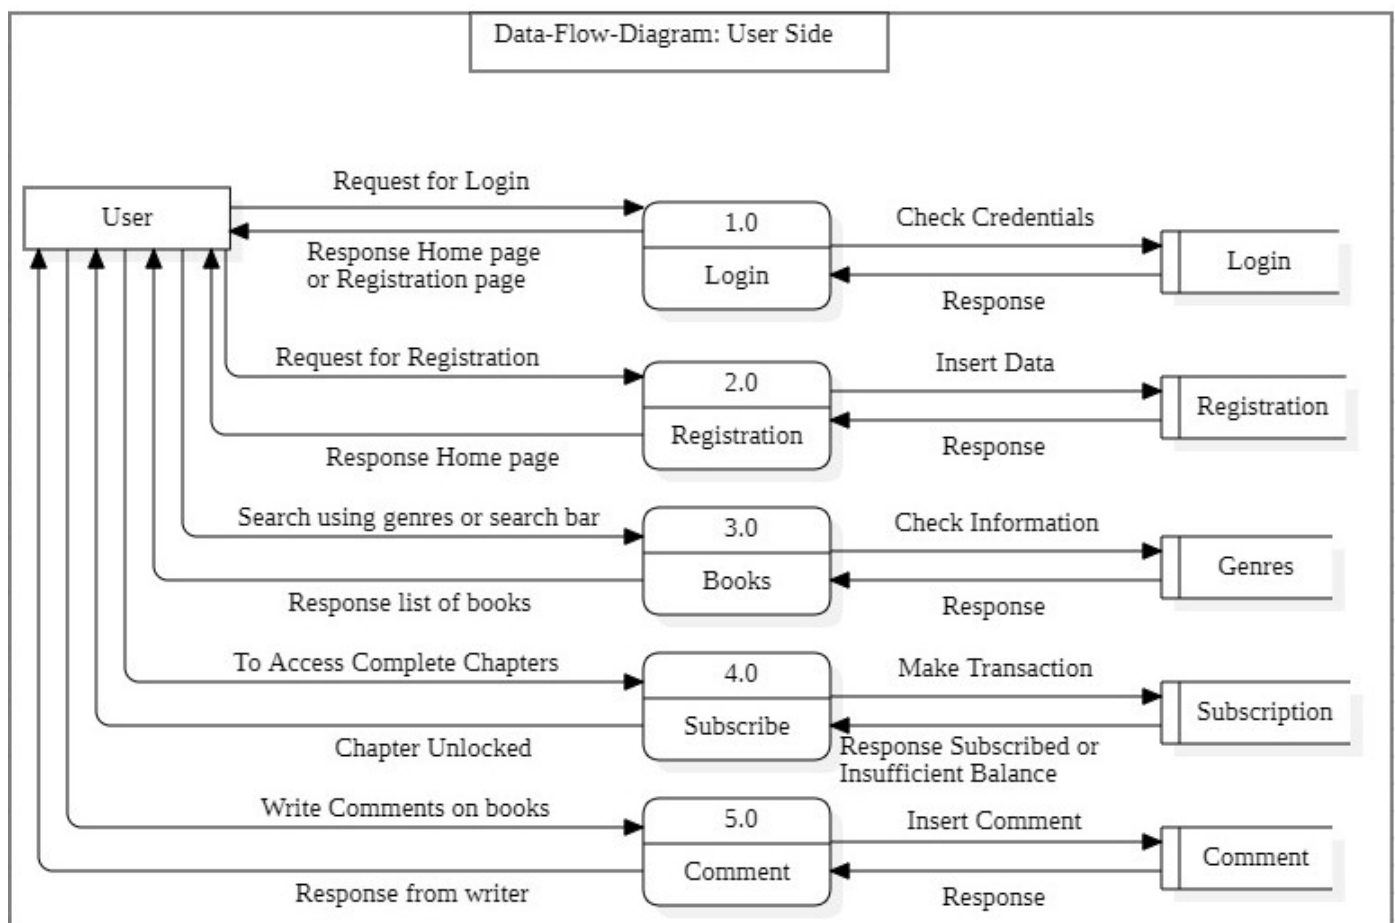 Data-Flow-Diagram: User Side
Request for Login
User
1.0
Check Credentials
Response Home page
or Registration page
Login
Login
Response
Request for Registration
2.0
Insert Data
Registration
Registration
Response Home page
Response
Search using genres or search bar
3.0
Check Information
Books
Genres
Response list of books
Response
To Access Complete Chapters
4.0
Make Transaction
Subscribe
Subscription
Chapter Unlocked
Response Subscribed or
Insufficient Balance
Write Comments on books
5.0
Insert Comment
Comment
Comment
Response from writer
Response